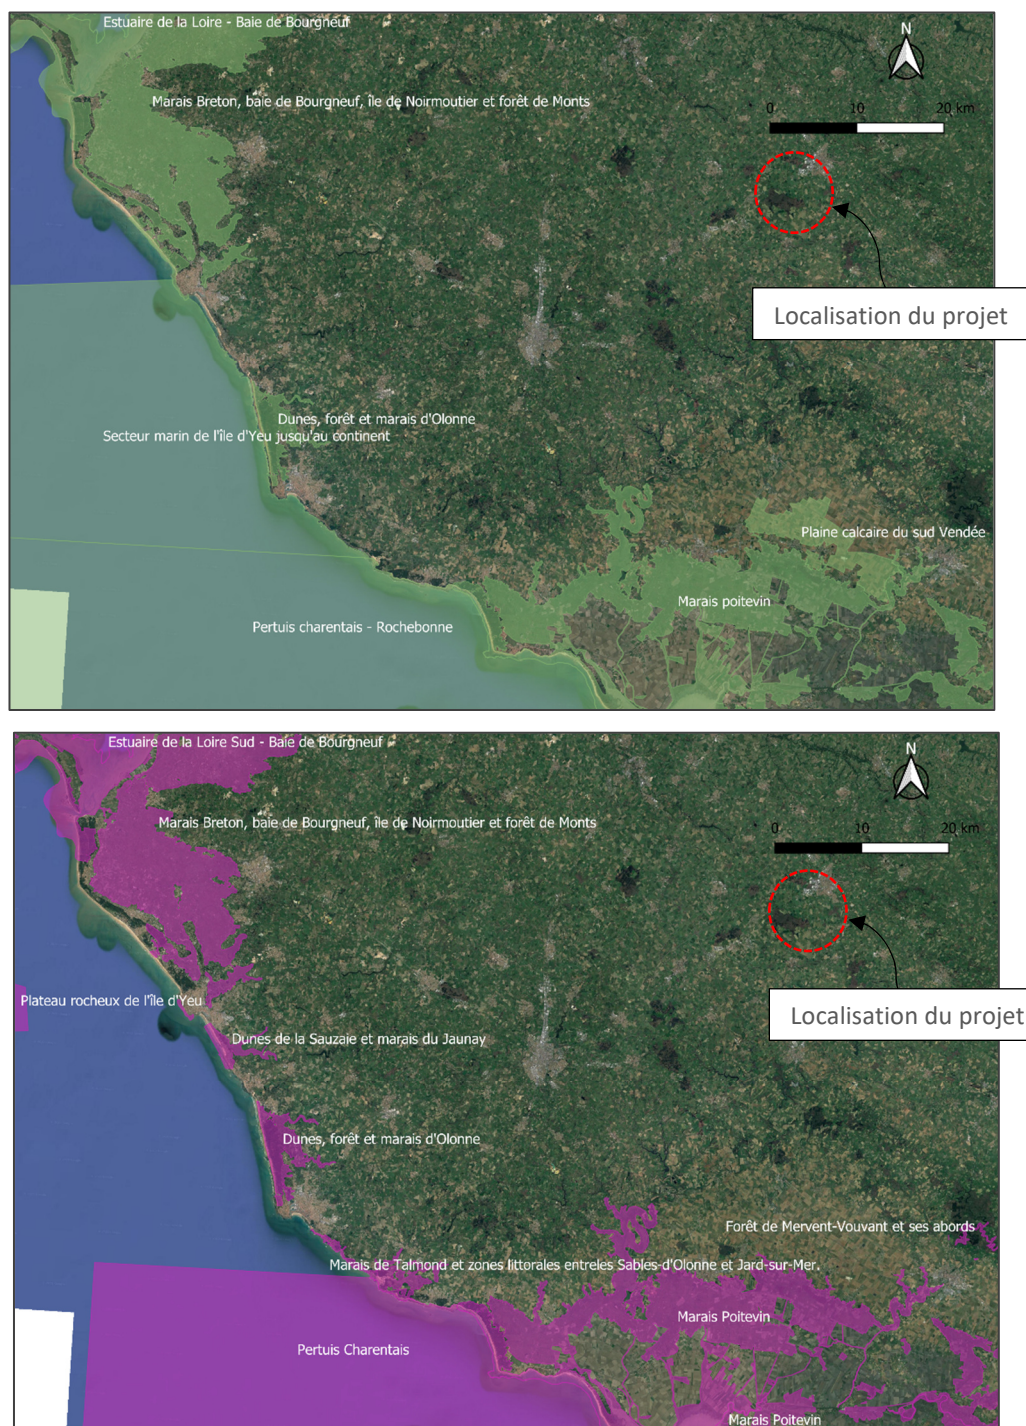 Estuaire de la Loire - Baie de Bourgneuf
N
Marais Breton, baie de Bourgneuf, île de Noirmoutier et forêt de Monts
0 10 20 km
Localisation du projet
Dunes, forêt et marais d'Olonne
Secteur marin de l'île d'Yeu jusqu'au continent
Plaine calcaire du sud Vendée
Marais poitevin
Pertuis charentais - Rochebonne
Estuaire de la Loire Sud - Baie de Bourgneuf
N
Marais Breton, baie de Bourgneuf, île de Noirmoutier et forêt de Monts
0 10 20 km
Plateau rocheux de l'île d'Yeu
Localisation du projet
Dunes de la Sauzaie et marais du Jaunay
Dunes, forêt et marais d'Olonne
Forêt de Mervent-Vouvant et ses abords
Marais de Talmond et zones littorales entreles Sables-d'Olonne et Jard-sur-Mer.
Marais Poitevin
Pertuis Charentais
Marais Poitevin